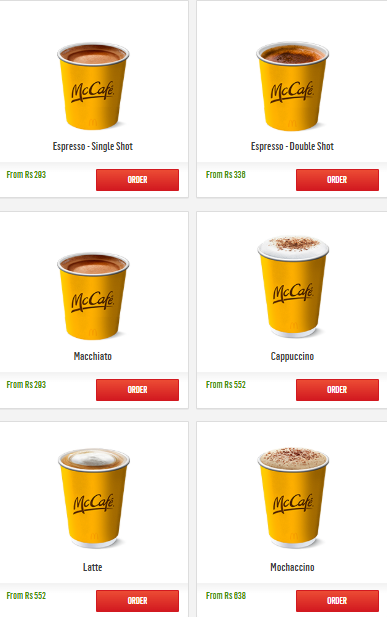 McCafé
McCafé
Espresso - Single Shot
Espresso - Double Shot
From Rs 293
ORDER
From Rs 338
ORDER
McCafé
McCafé
Macchiato
Cappuccino
From Rs 293
ORDER
From Rs 552
ORDER
McCafé
McCafé
Latte
Mochaccino
From Rs 552
ORDER
From Rs 638
ORDER